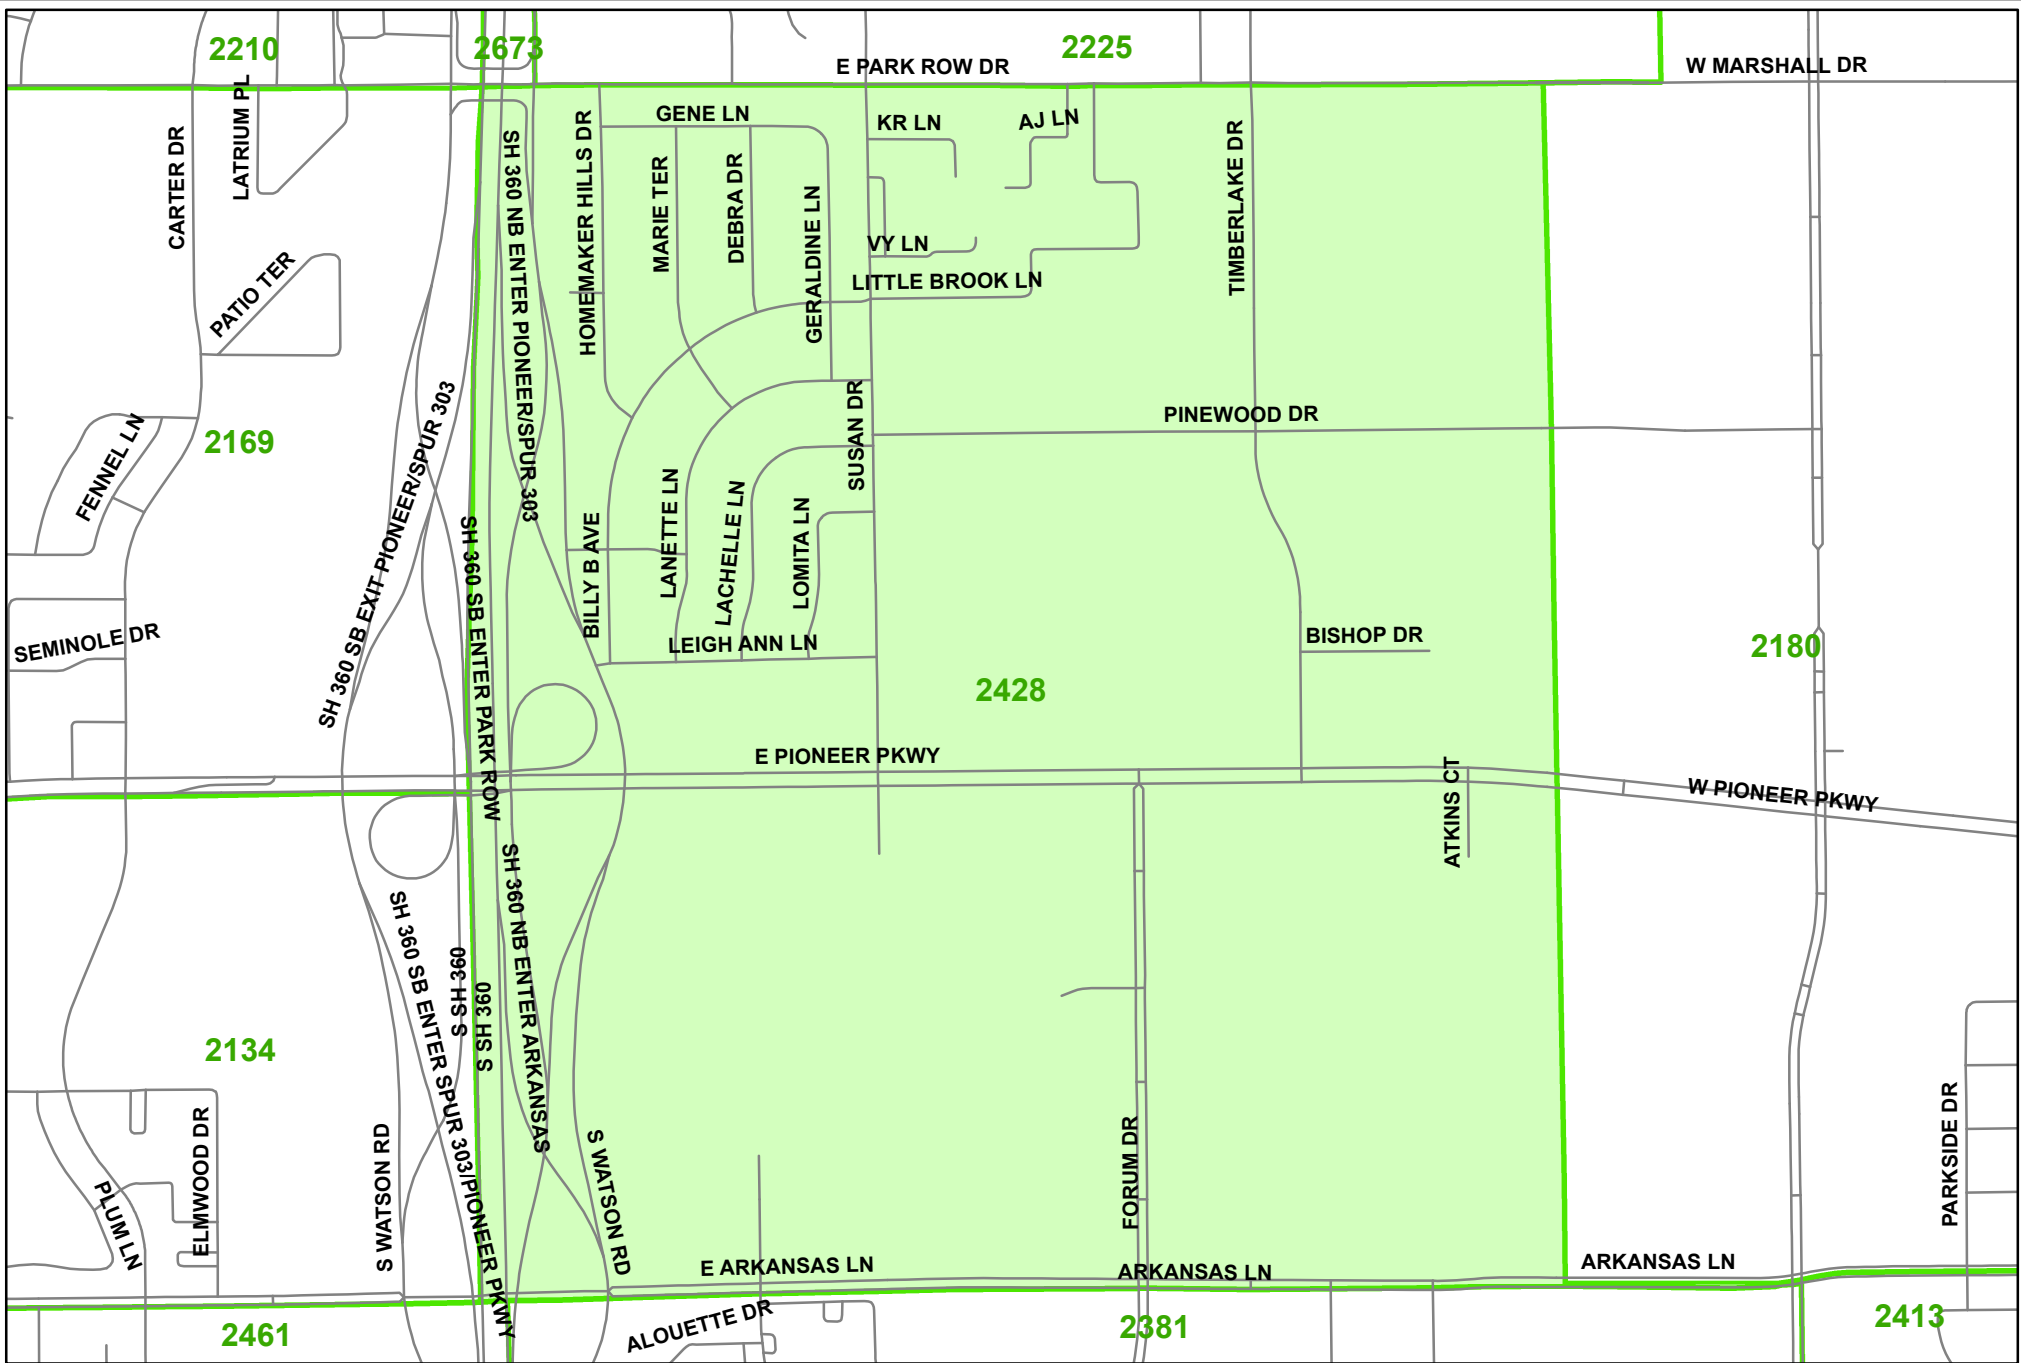 2210
2673
2225
E PARK ROW DR
W MARSHALL DR
LATRIUM PL
CARTER DR
PATIO TER
GENE LN
KR LN
AJ LN
SH 360 NB ENTER PIONEER/SPUR 303
HOMEMAKER HILLS DR
MARIE TER
DEBRA DR
GERALDINE LN
TIMBERLAKE DR
VY LN
LITTLE BROOK LN
SH 360 SB EXIT PIONEER/SPUR 303
FENNEL LN
2169
SUSAN DR
PINEWOOD DR
SH 360 SB ENTER PARK ROW
BILLY B AVE
LANETTE LN
LACHELLE LN
LOMITA LN
SEMINOLE DR
LEIGH ANN LN
BISHOP DR
2180
2428
E PIONEER PKWY
ATKINS CT
W PIONEER PKWY
SH 360 NB ENTER ARKANSAS
SH 360 SB ENTER SPUR 303/PIONEER PKWY
S SH 360
S SH 360
2134
ELMWOOD DR
PLUM LN
S WATSON RD
S WATSON RD
FORUM DR
PARKSIDE DR
E ARKANSAS LN
ARKANSAS LN
ARKANSAS LN
2461
ALOUETTE DR
2381
2413